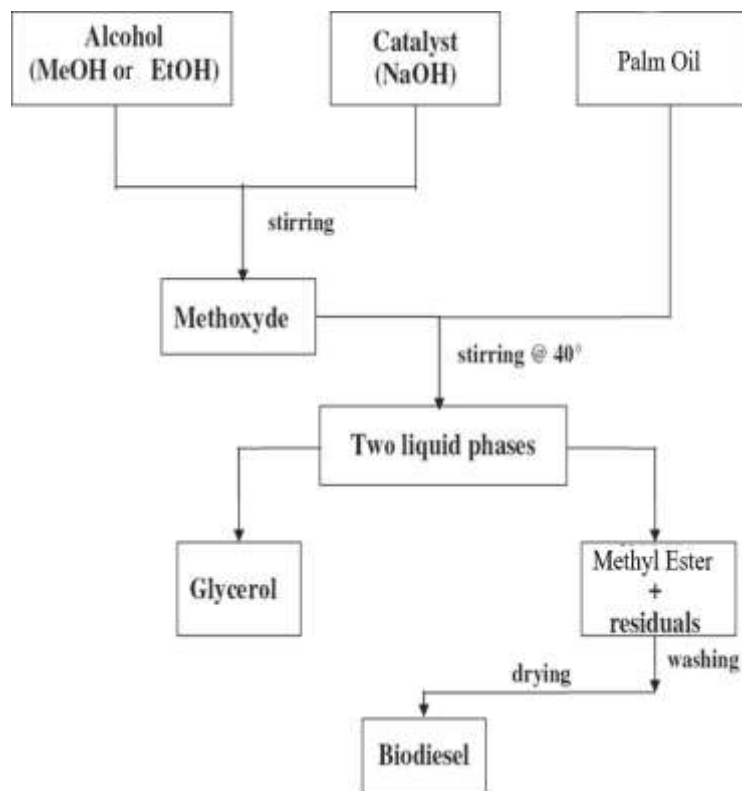 Alcohol
(MeOH or EtOH)
Catalyst
(NaOH)
Palm Oil
stirring
Methoxyde
stirring @ 40°
Two liquid phases
Glycerol
Methyl Ester
+
residuals
washing
drying
Biodiesel